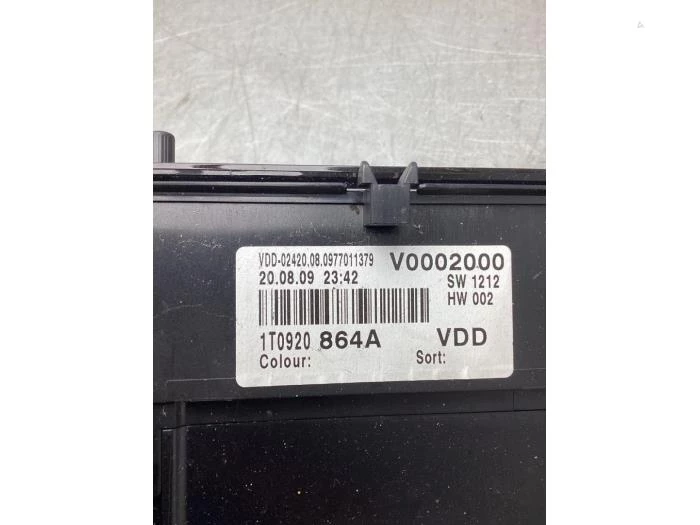 VDD-02420,08.0977011379 V0002000
20.08.09 23:42 SW 1212
HW 002
1T0920 864A VDD
Colour: Sort: